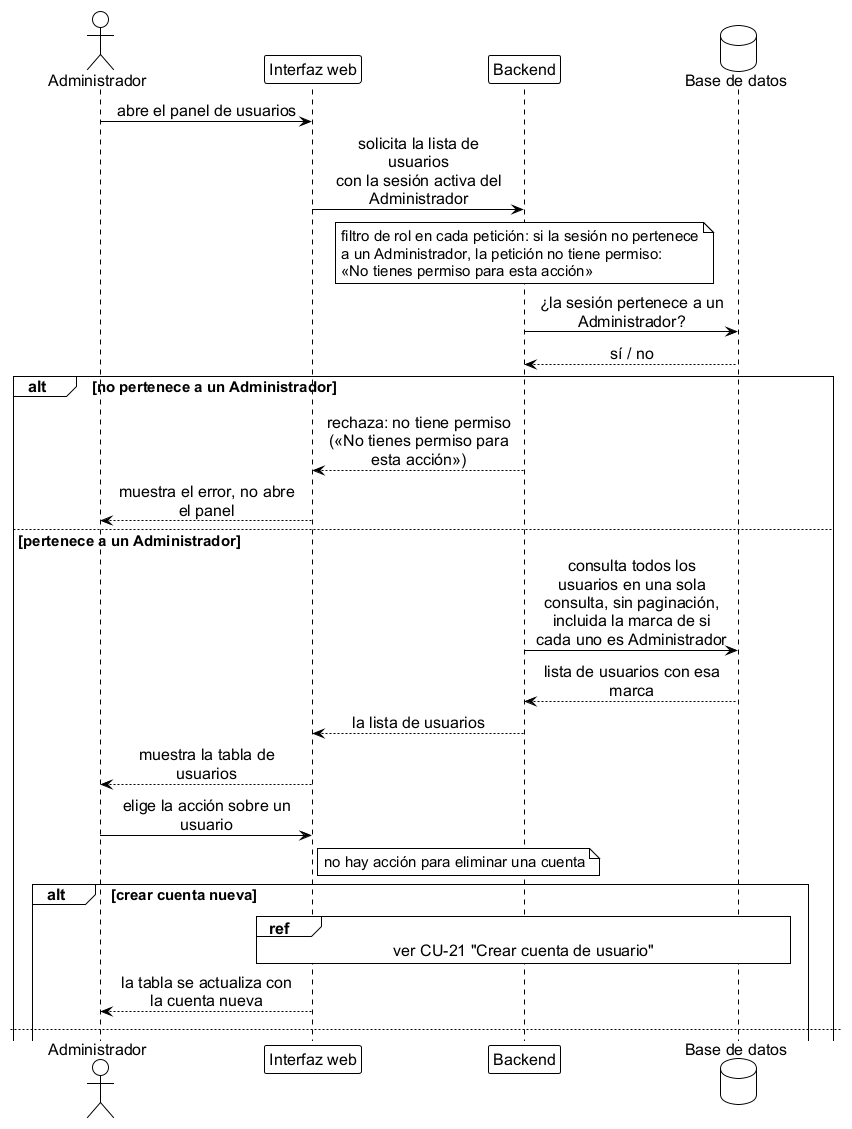 Administrador
Interfaz web
Backend
Base de datos
abre el panel de usuarios
solicita la lista de
usuarios
con la sesión activa del
Administrador
filtro de rol en cada petición: si la sesión no pertenece
a un Administrador, la petición no tiene permiso:
«No tienes permiso para esta acción»
¿la sesión pertenece a un
Administrador?
sí / no
alt
[no pertenece a un Administrador]
rechaza: no tiene permiso
(«No tienes permiso para
esta acción»)
muestra el error, no abre
el panel
[pertenece a un Administrador]
consulta todos los
usuarios en una sola
consulta, sin paginación,
incluida la marca de si
cada uno es Administrador
lista de usuarios con esa
marca
la lista de usuarios
muestra la tabla de
usuarios
elige la acción sobre un
usuario
no hay acción para eliminar una cuenta
alt
[crear cuenta nueva]
ref
ver CU-21 "Crear cuenta de usuario"
la tabla se actualiza con
la cuenta nueva
Administrador
Interfaz web
Backend
Base de datos